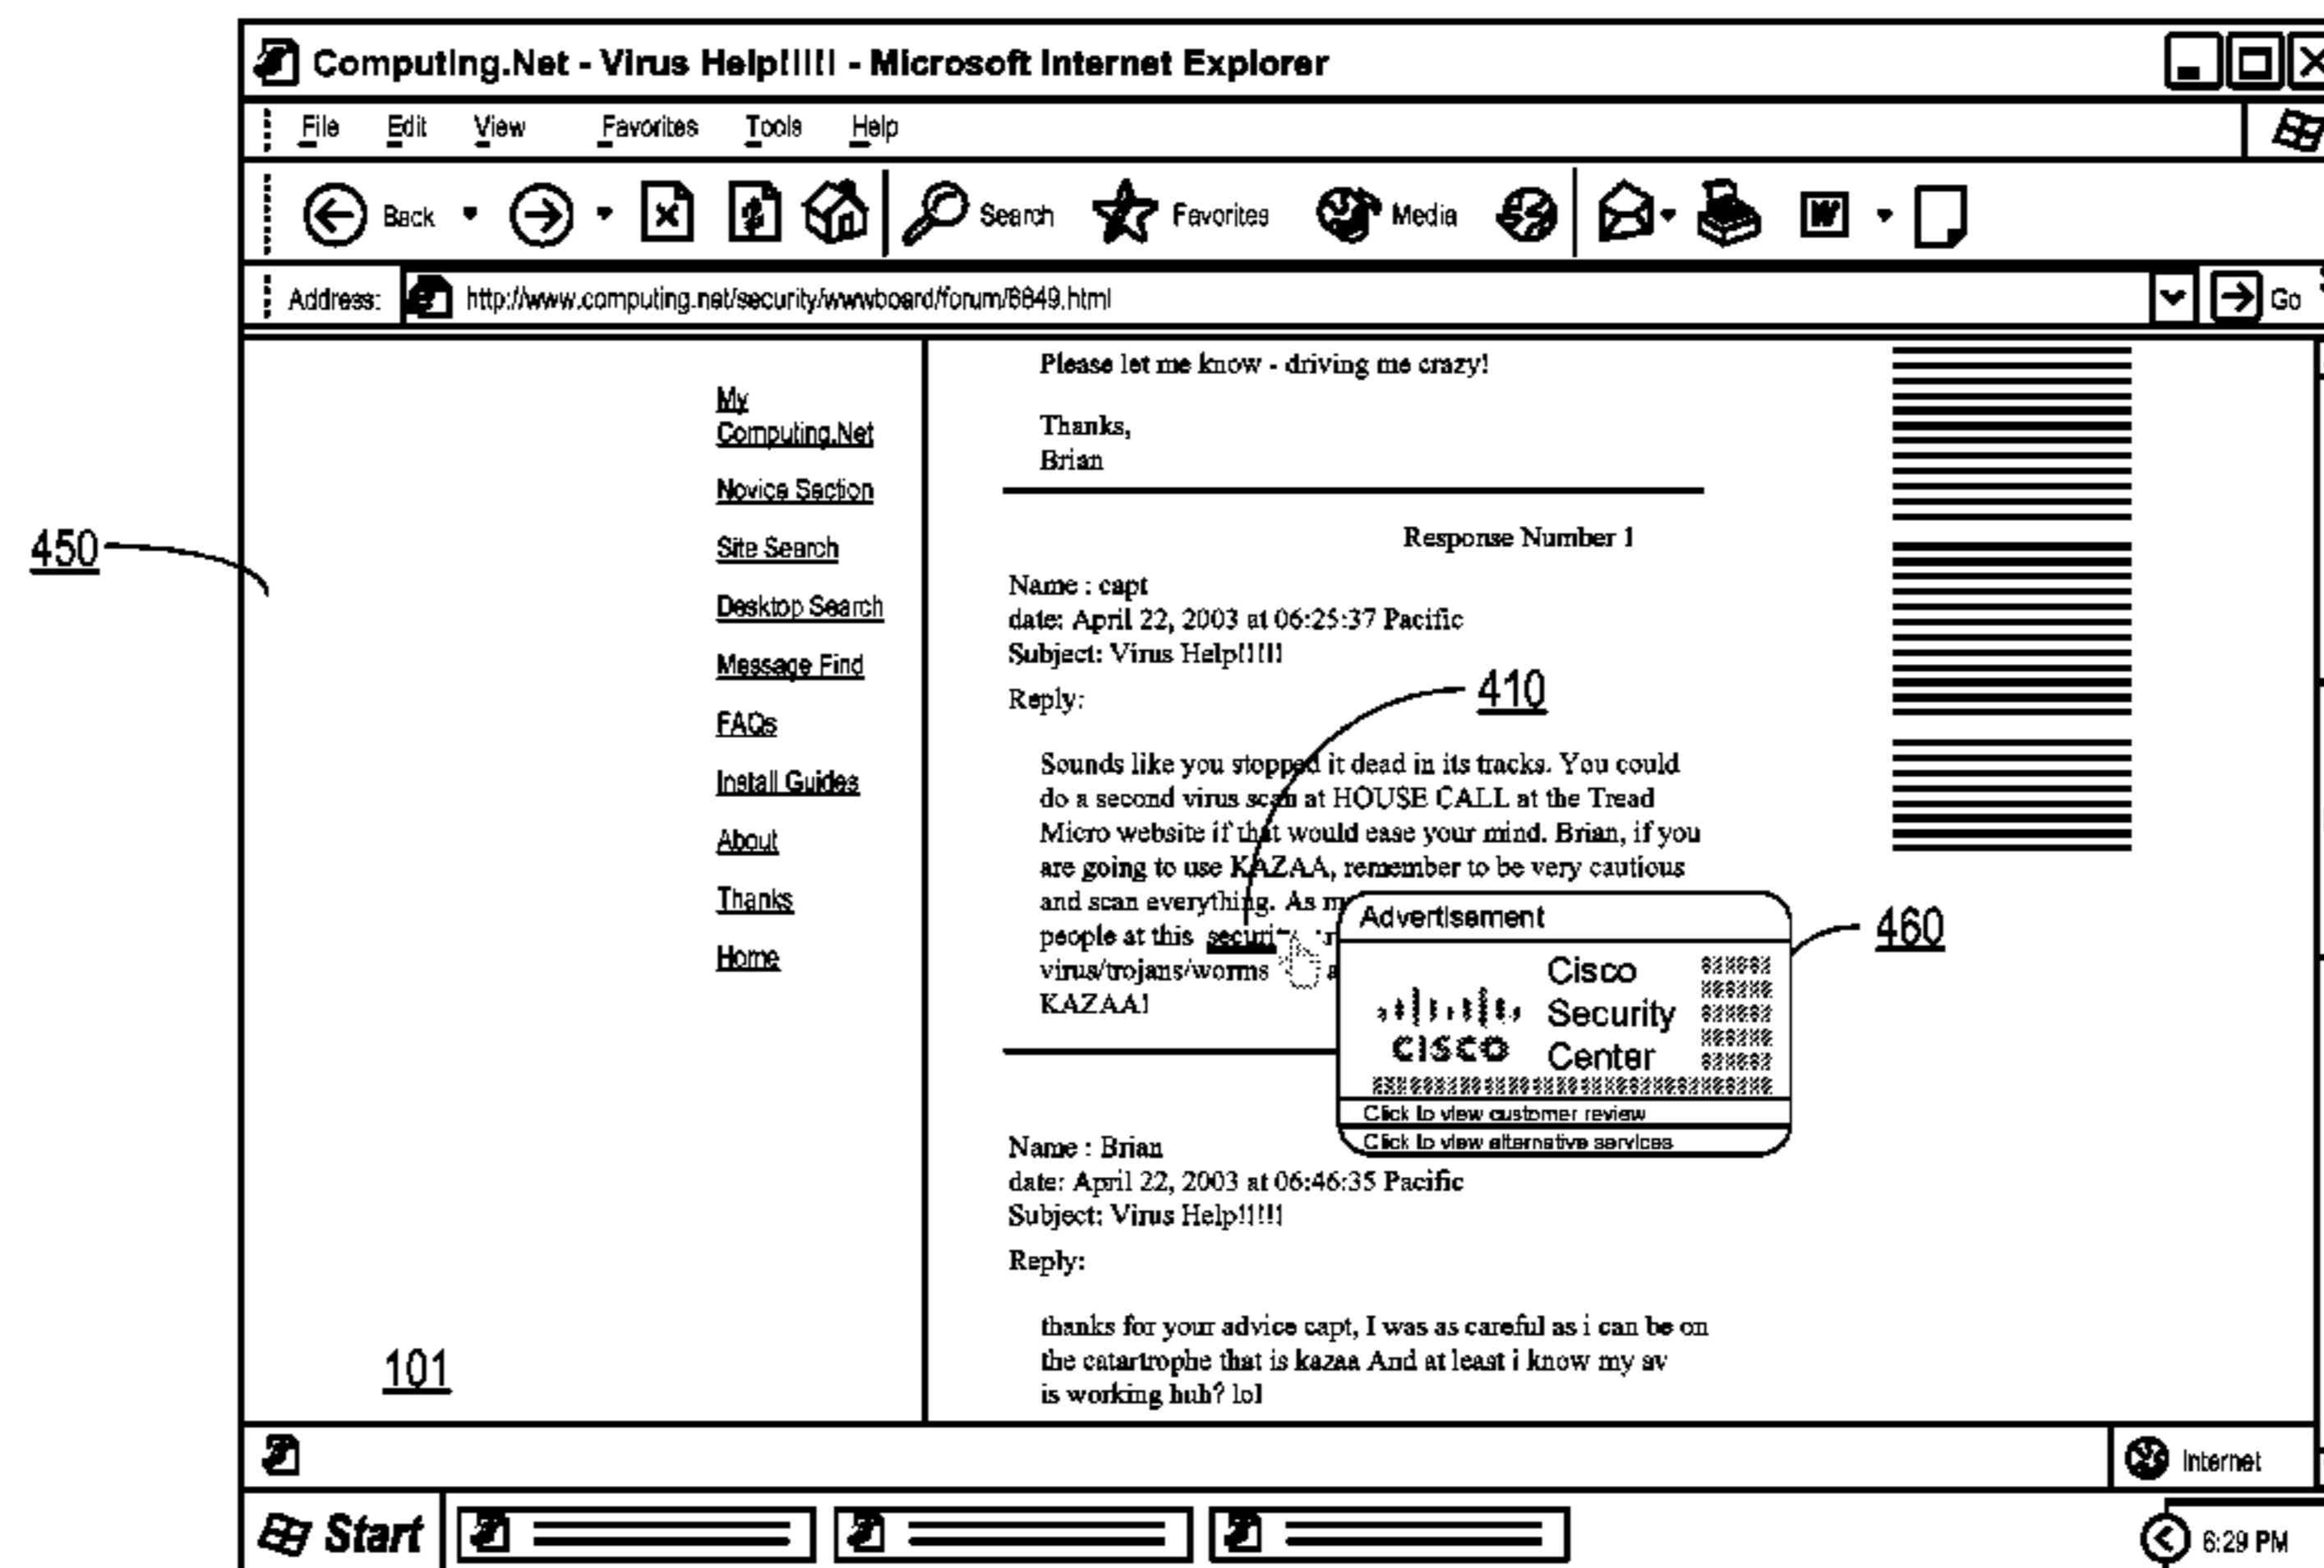 Computing.Net - Virus Help!!!!! - Microsoft Internet Explorer
File Edit View Favorites Tools Help
Back Search Favorites Media W
Address: http://www.computing.net/security/wwwboard/forum/6849.html Go
My
Computing.Net
Novice Section
Site Search
Desktop Search
Message Find
FAQs
Install Guides
About
Thanks
Home
450
101
Please let me know - driving me crazy!
Thanks,
Brian
Response Number 1
Name : capt
date: April 22, 2003 at 06:25:37 Pacific
Subject: Virus Help!!!!!
Reply:
410
Sounds like you stopped it dead in its tracks. You could
do a second virus scan at HOUSE CALL at the Tread
Micro website if that would ease your mind. Brian, if you
are going to use KAZAA, remember to be very cautious
and scan everything. As m
people at this security
virus/trojans/worms a
KAZAA!
Advertisement
460
Cisco
Security
Center
CISCO
Click to view customer review
Click to view alternative services
Name : Brian
date: April 22, 2003 at 06:46:35 Pacific
Subject: Virus Help!!!!!
Reply:
thanks for your advice capt, I was as careful as i can be on
the catartrophe that is kazaa And at least i know my av
is working huh? lol
Internet
Start
6:29 PM